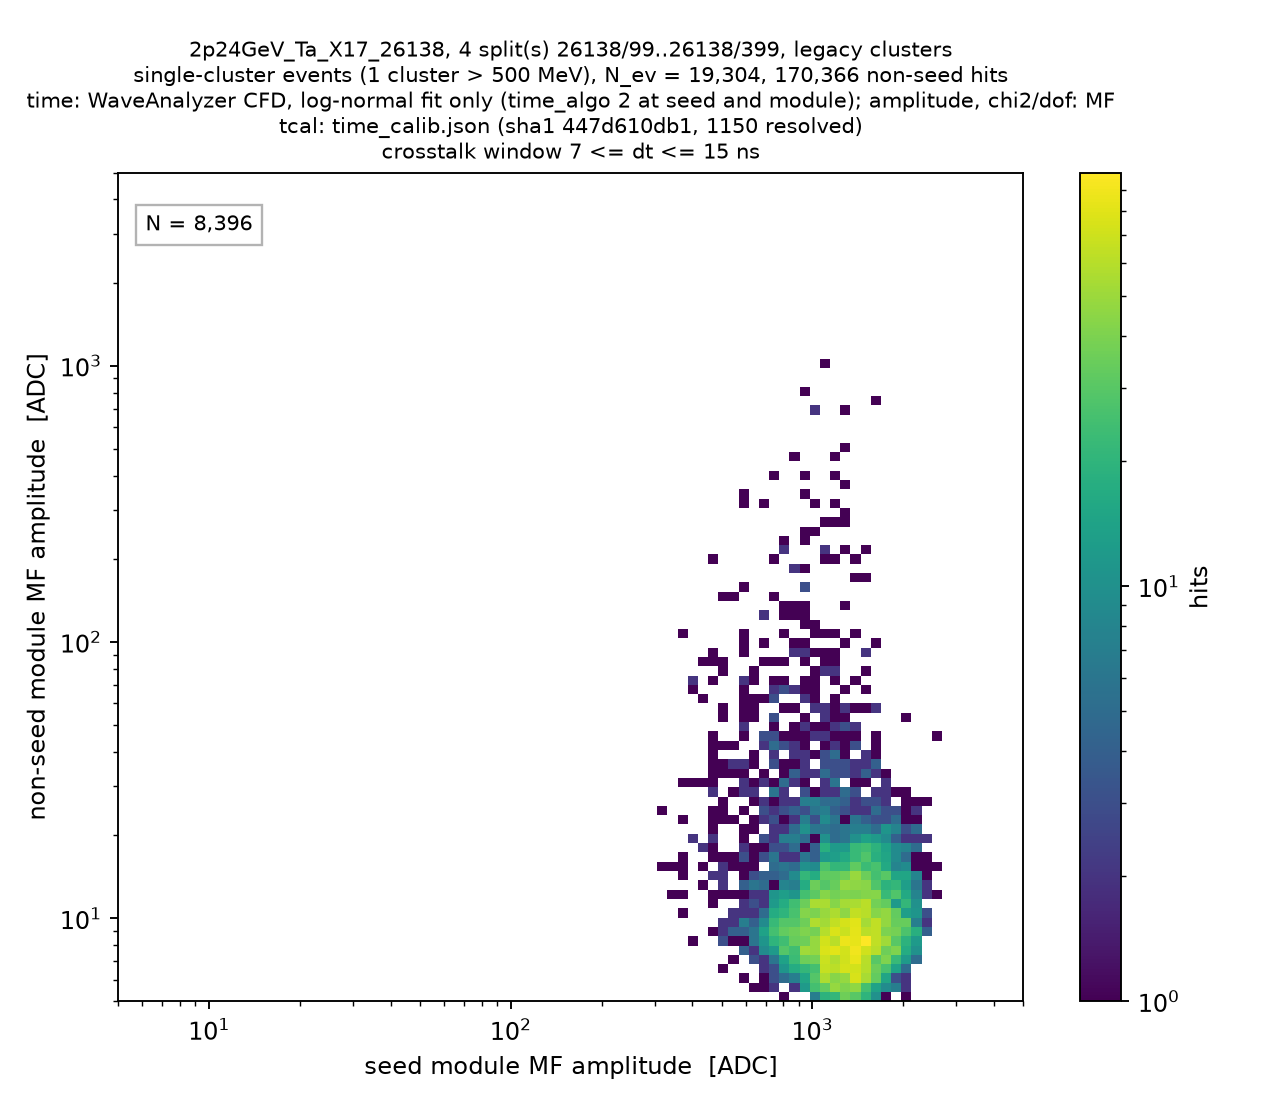 2p24GeV_Ta_X17_26138, 4 split(s) 26138/99..26138/399, legacy clusters
single-cluster events (1 cluster > 500 MeV), N_ev = 19,304, 170,366 non-seed hits
time: WaveAnalyzer CFD, log-normal fit only (time_algo 2 at seed and module); amplitude, chi2/dof: MF
tcal: time_calib.json (sha1 447d610db1, 1150 resolved)
crosstalk window 7 <= dt <= 15 ns
N = 8,396
non-seed module MF amplitude [ADC]
10³
10²
10¹
10¹
10²
10³
seed module MF amplitude [ADC]
10¹
10⁰
hits